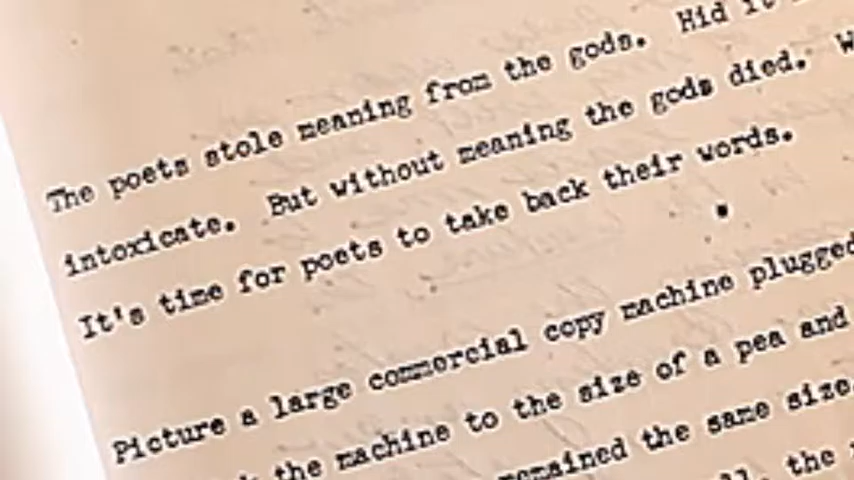 The poets stole meaning from the gods. Hid it
intoxicate. But without meaning the gods died.
It's time for poets to take back their words.
Picture a large commercial copy machine plugged
the machine to the size of a pea and
remained the same size
the